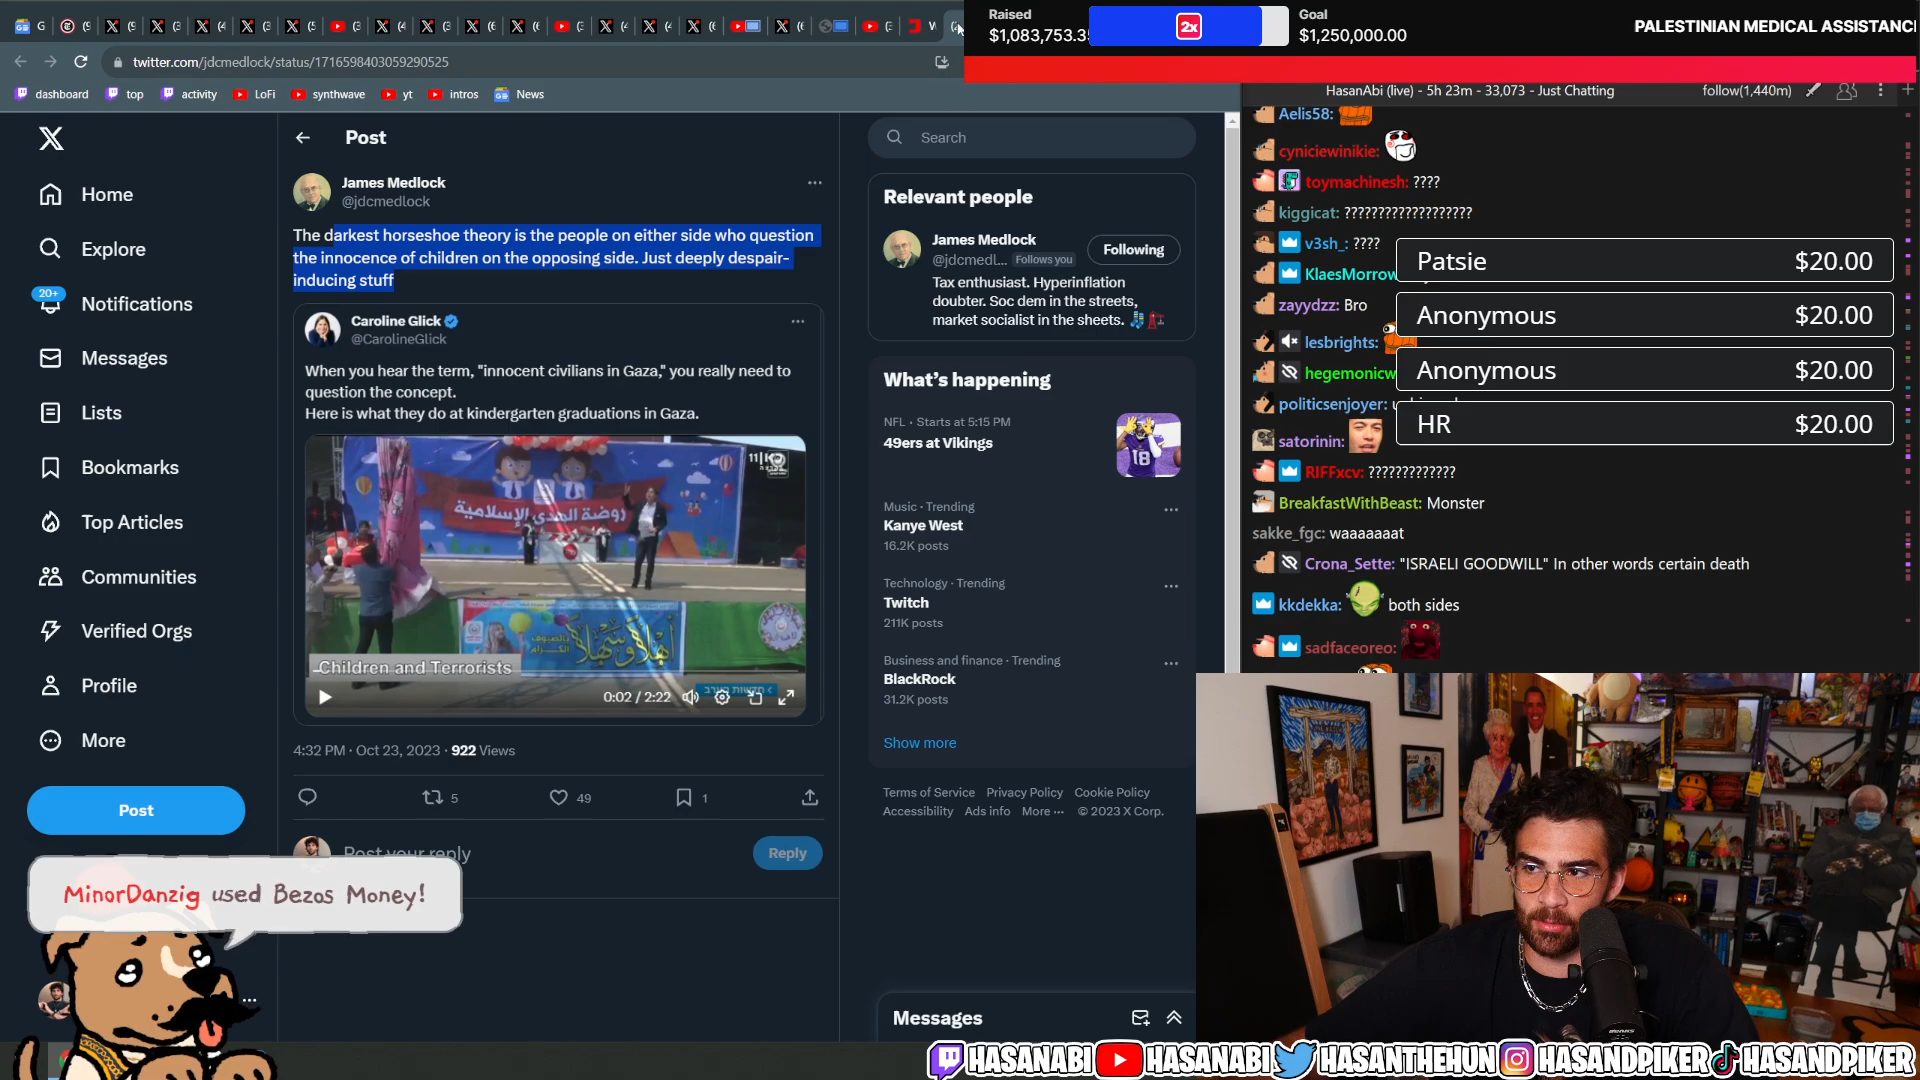 Raised
$1,083,753.3
2x
Goal
$1,250,000.00
PALESTINIAN MEDICAL ASSISTANC
twitter.com/jdcmedlock/status/1716598403059290525
dashboard
top
activity
LoFi
synthwave
yt
intros
News
HasanAbi (live) - 5h 23m - 33,073 - Just Chatting
follow(1,440m)
X
Home
Explore
20+
Notifications
Messages
Lists
Bookmarks
Top Articles
Communities
Verified Orgs
Profile
More
Post
Post
James Medlock
@jdcmedlock
The darkest horseshoe theory is the people on either side who question
the innocence of children on the opposing side. Just deeply despair-
inducing stuff
Caroline Glick
@CarolineGlick
When you hear the term, "innocent civilians in Gaza," you really need to
question the concept.
Here is what they do at kindergarten graduations in Gaza.
روضة الهدى الإسلامية
أهلا وسهلا
بالضيوف
الكرام
Children and Terrorists
0:02 / 2:22
4:32 PM · Oct 23, 2023 · 922 Views
5
49
1
Post your reply
Reply
Search
Relevant people
James Medlock
@jdcmedl... Follows you
Following
Tax enthusiast. Hyperinflation
doubter. Soc dem in the streets,
market socialist in the sheets.
What's happening
NFL · Starts at 5:15 PM
49ers at Vikings
18
Music · Trending
Kanye West
16.2K posts
Technology · Trending
Twitch
211K posts
Business and finance · Trending
BlackRock
31.2K posts
Show more
Terms of Service Privacy Policy Cookie Policy
Accessibility Ads info More ··· © 2023 X Corp.
Messages
Aelis58:
cyniciewinikie:
toymachinesh: ????
kiggicat: ???????????????????
v3sh_: ????
KlaesMorrow
zayydzz: Bro
lesbrights:
hegemonicw
politicsenjoyer:
satorinin:
RIFFxcv: ?????????????
BreakfastWithBeast: Monster
sakke_fgc: waaaaaaat
Crona_Sette: "ISRAELI GOODWILL" In other words certain death
kkdekka: both sides
sadfaceoreo:
Patsie $20.00
Anonymous $20.00
Anonymous $20.00
HR $20.00
MinorDanzig used Bezos Money!
HASANABI HASANABI HASANTHEHUN HASANDPIKER HASANDPIKER